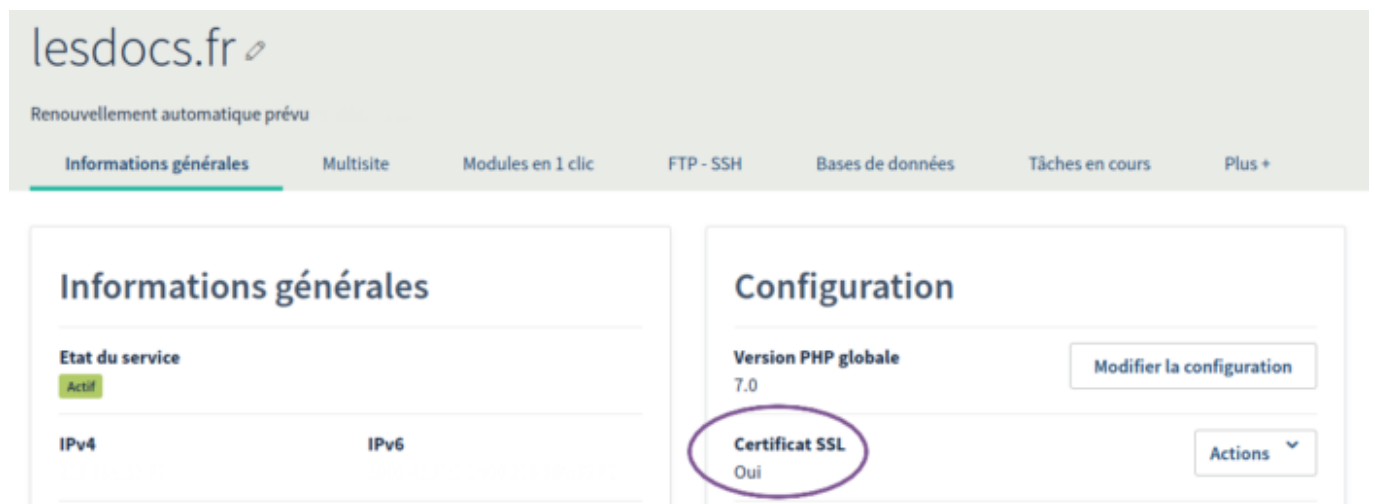 lesdocs.fr
Renouvellement automatique prévu
Informations générales Multisite Modules en 1 clic FTP - SSH Bases de données Tâches en cours Plus +
Informations générales
Etat du service
Actif
IPv4 IPv6
Configuration
Version PHP globale
7.0
Modifier la configuration
Certificat SSL
Oui
Actions